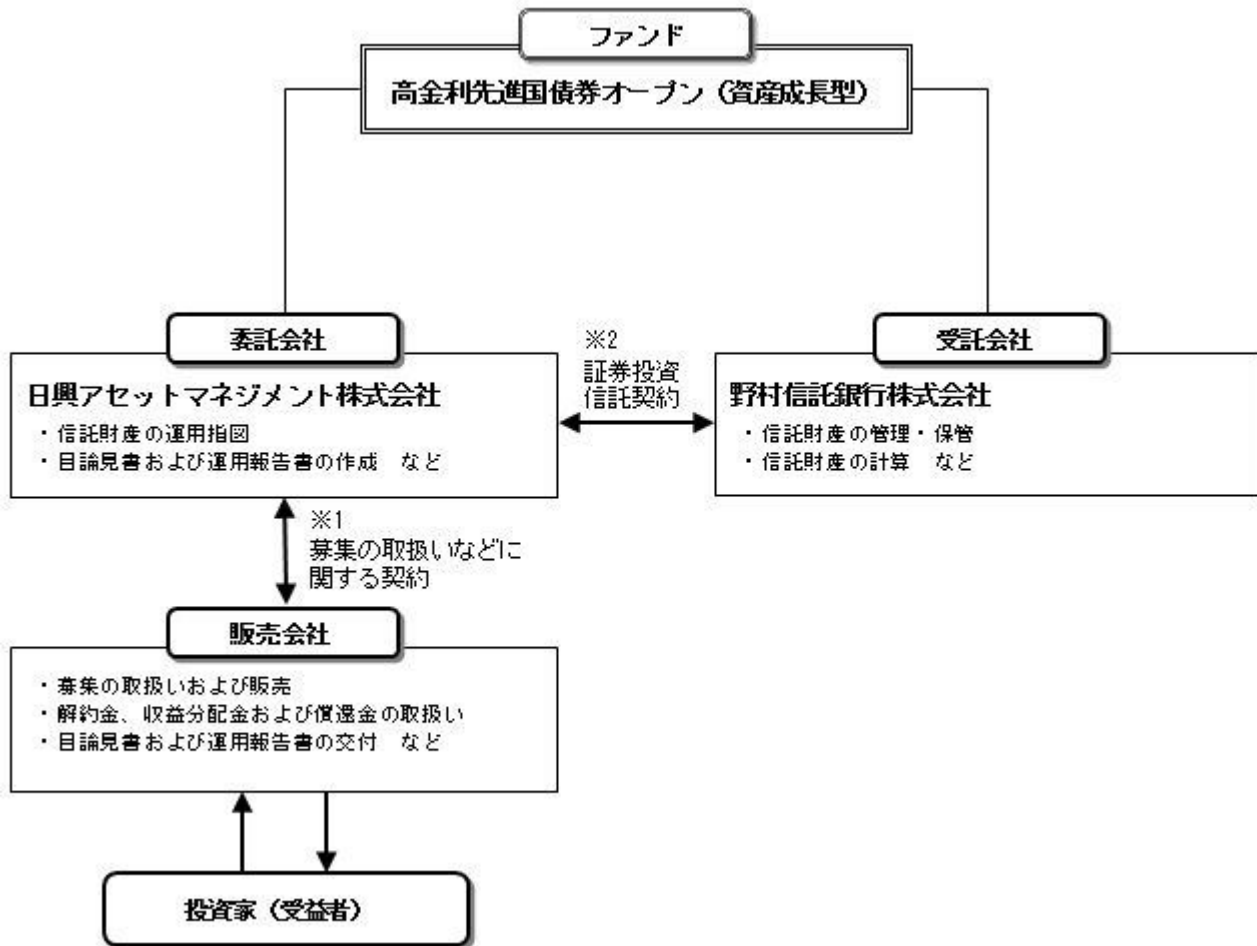 ファンド
高金利先進国債券オープン（資産成長型）
委託会社
日興アセットマネジメント株式会社
・信託財産の運用指図
・目論見書および運用報告書の作成　など
※2
証券投資
信託契約
受託会社
野村信託銀行株式会社
・信託財産の管理・保管
・信託財産の計算　など
※1
募集の取扱いなどに
関する契約
販売会社
・募集の取扱いおよび販売
・解約金、収益分配金および償還金の取扱い
・目論見書および運用報告書の交付　など
投資家（受益者）